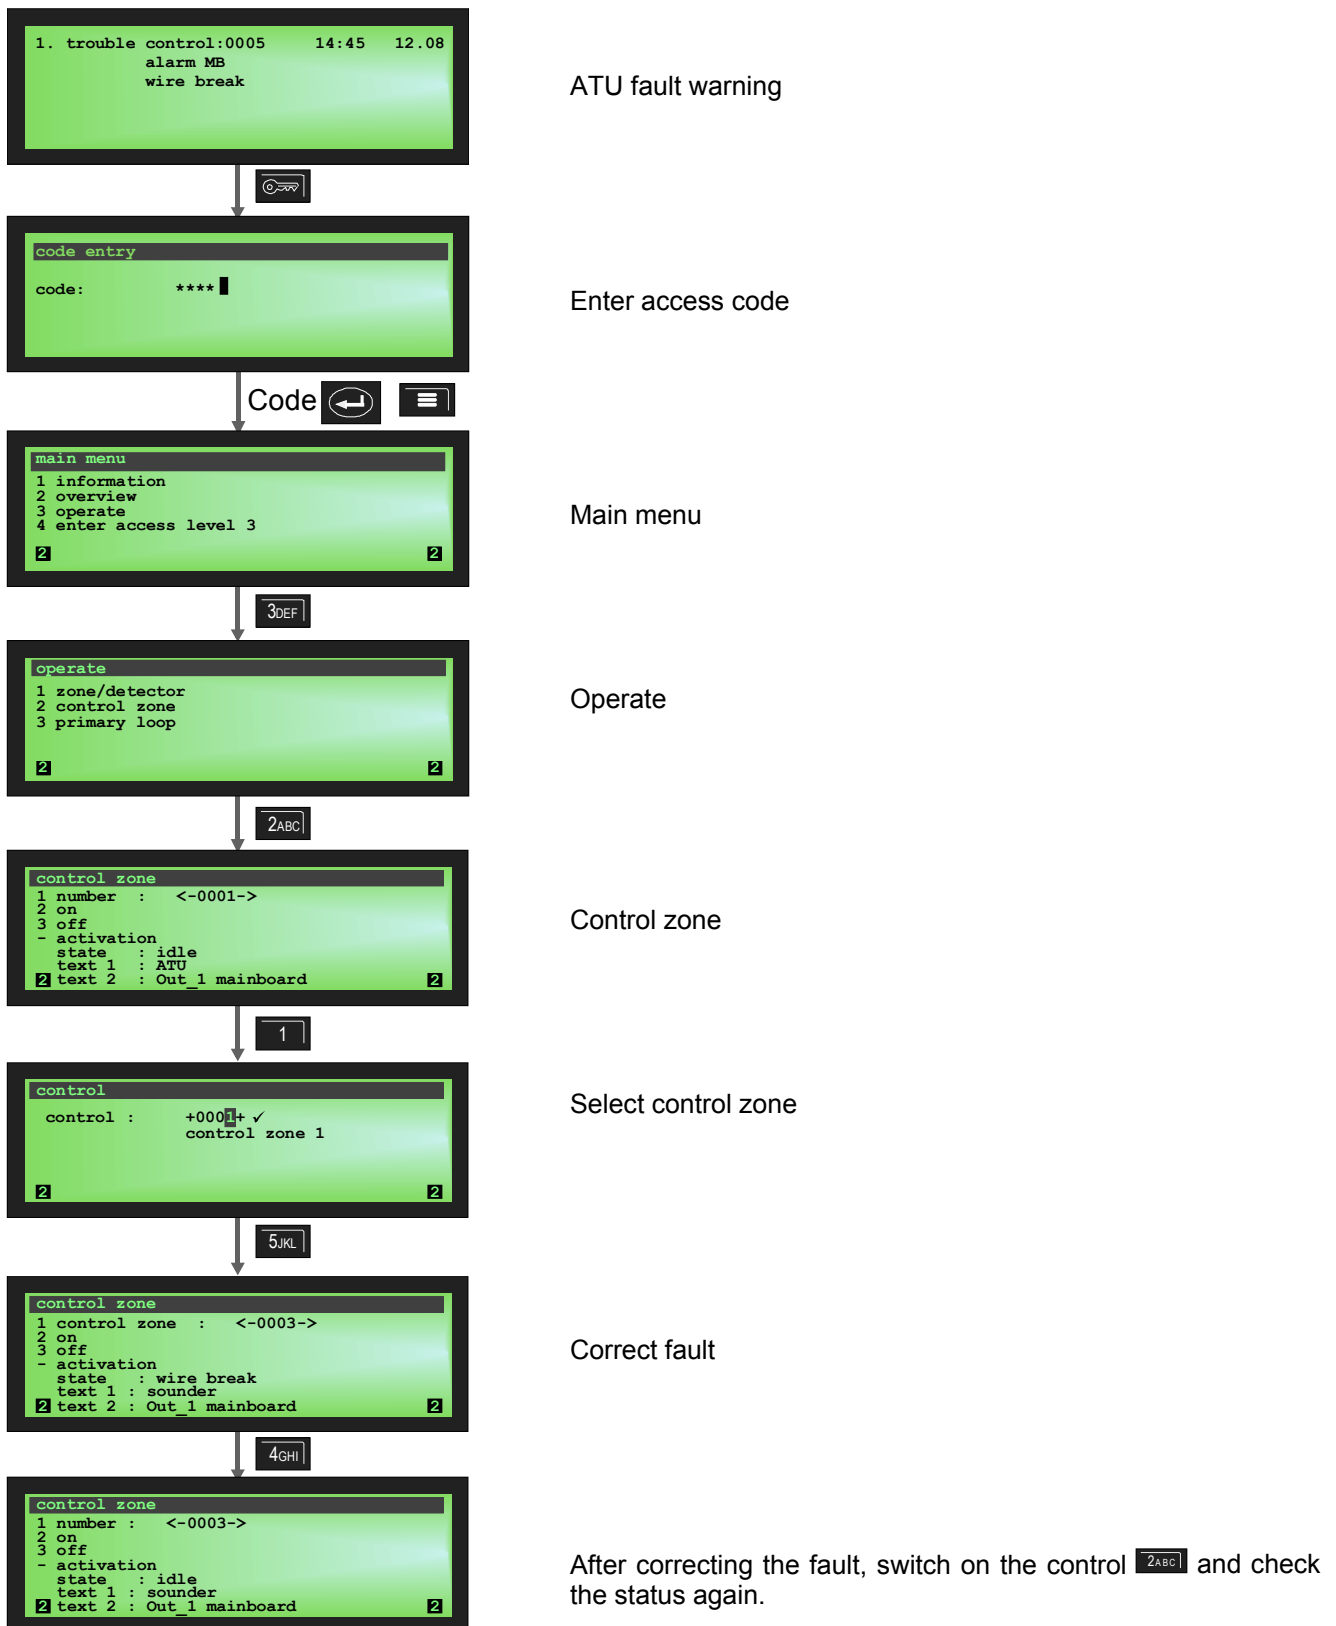 1. trouble control:0005 14:45 12.08
alarm MB
wire break
ATU fault warning
code entry
code: ****
Enter access code
Code
main menu
1 information
2 overview
3 operate
4 enter access level 3
2 2
Main menu
3DEF
operate
1 zone/detector
2 control zone
3 primary loop
2 2
Operate
2ABC
control zone
1 number : <-0001->
2 on
3 off
- activation
state : idle
text 1 : ATU
2 text 2 : Out_1 mainboard 2
Control zone
1
control
control : +0001+ ✓
control zone 1
2 2
Select control zone
5JKL
control zone
1 control zone : <-0003->
2 on
3 off
- activation
state : wire break
text 1 : sounder
2 text 2 : Out_1 mainboard 2
Correct fault
4GHI
control zone
1 number : <-0003->
2 on
3 off
- activation
state : idle
text 1 : sounder
2 text 2 : Out_1 mainboard 2
After correcting the fault, switch on the control 2ABC and check
the status again.